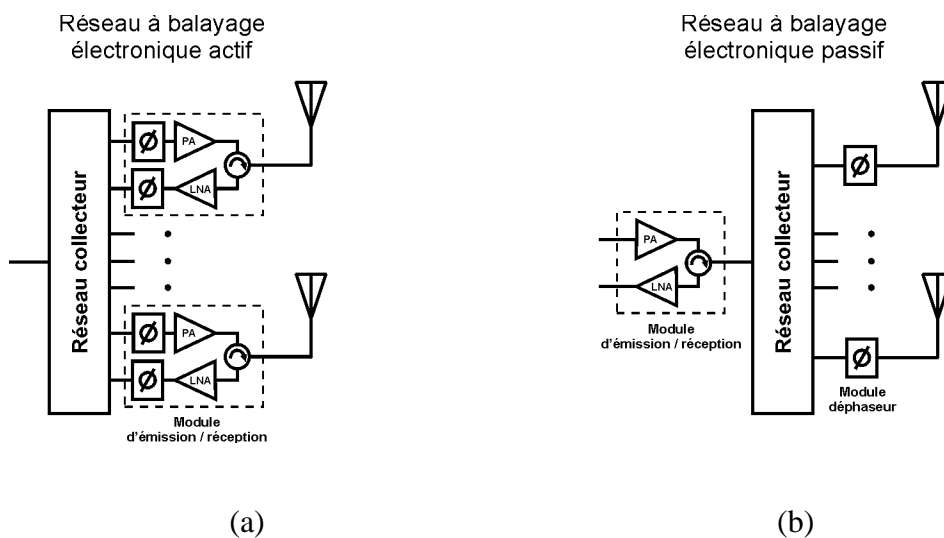 Réseau à balayage
électronique actif
Réseau à balayage
électronique passif
Réseau collecteur
Ø PA
Ø LNA
Ø PA
Ø LNA
Module
d'émission / réception
PA
LNA
Module
d'émission / réception
Réseau collecteur
Ø
Ø
Module
déphaseur
(a)
(b)